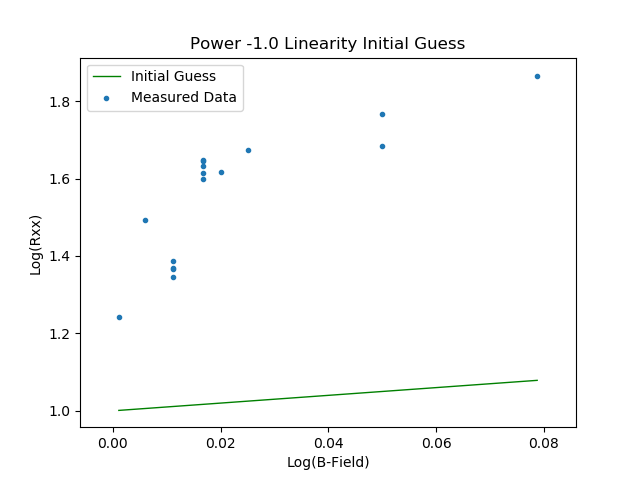 Power -1.0 Linearity Initial Guess
Initial Guess
Measured Data
Log(Rxx)
1.8
1.6
1.4
1.2
1.0
0.00 0.02 0.04 0.06 0.08
Log(B-Field)